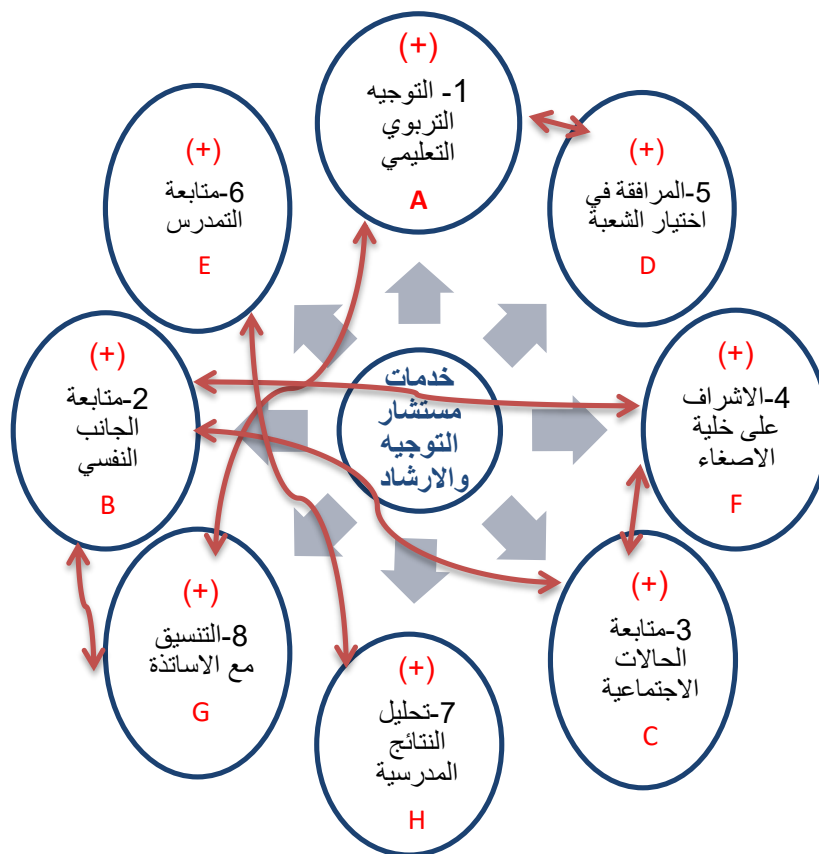 (+)
1- التوجيه
التربوي
التعليمي
A
(+)
5-المرافقة في
اختيار الشعبة
D
(+)
6-متابعة
التمدرس
E
(+)
4-الاشراف
على خلية
الاصغاء
F
خدمات
مستشار
التوجيه
والارشاد
(+)
2-متابعة
الجانب
النفسي
B
(+)
3-متابعة
الحالات
الاجتماعية
C
(+)
8-التنسيق
مع الاساتذة
G
(+)
7-تحليل
النتائج
المدرسية
H